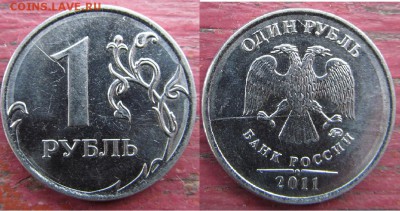 COINS.LAVE.RU
1
РУБЛЬ
ОДИН РУБЛЬ
БАНК РОССИИ
2011